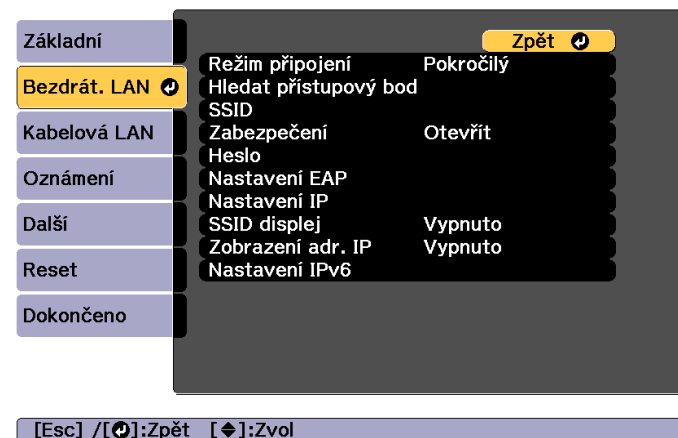 Základní
Bezdrát. LAN
Kabelová LAN
Oznámení
Další
Reset
Dokončeno
Zpět
Režim připojení Pokročilý
Hledat přístupový bod
SSID
Zabezpečení Otevřít
Heslo
Nastavení EAP
Nastavení IP
SSID displej Vypnuto
Zobrazení adr. IP Vypnuto
Nastavení IPv6
[Esc] /[]:Zpět []:Zvol